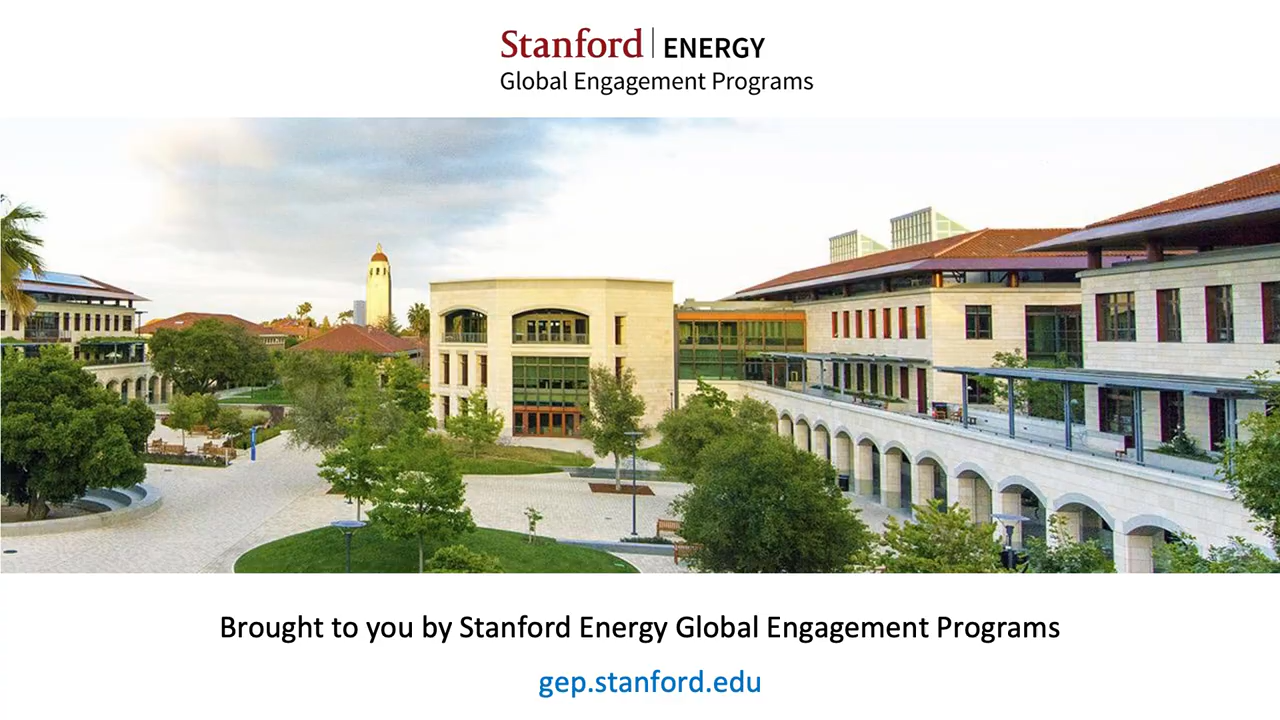 Stanford | ENERGY
Global Engagement Programs
Brought to you by Stanford Energy Global Engagement Programs
gep.stanford.edu